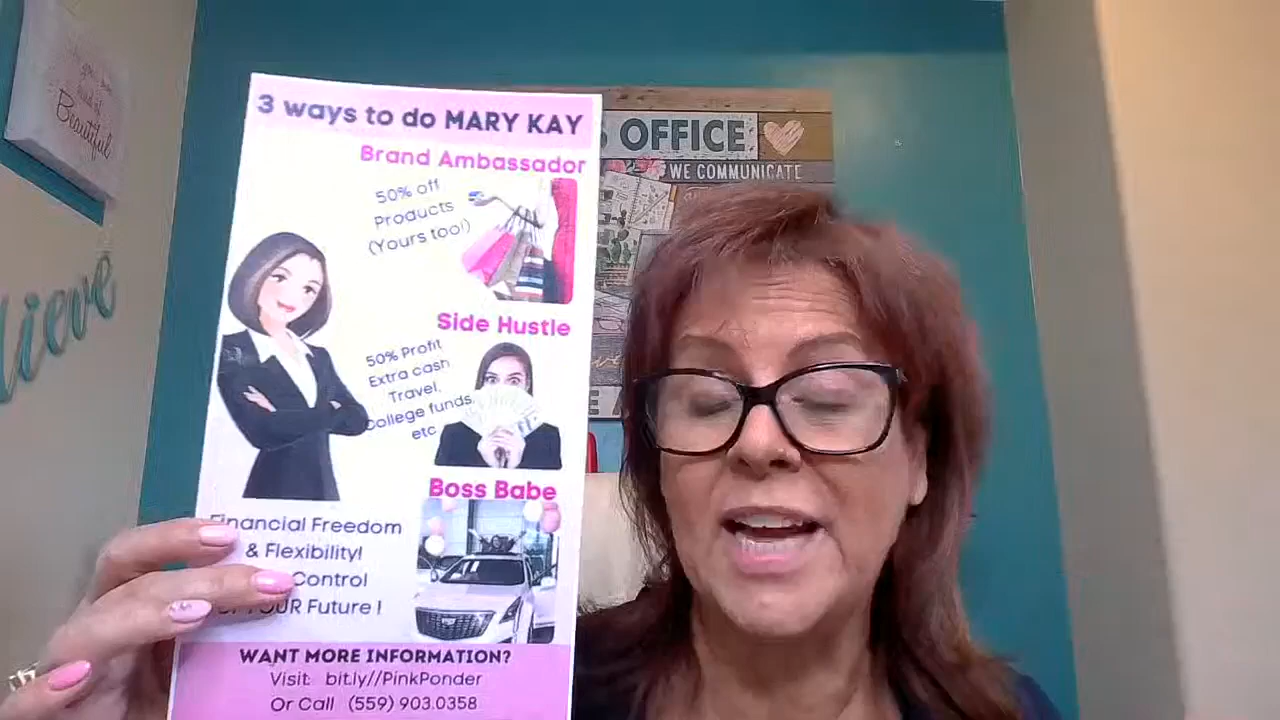 3 ways to do MARY KAY
Brand Ambassador
50% off
Products
(Yours too!)
Side Hustle
50% Profit
Extra cash
Travel,
College funds,
etc
Boss Babe
Financial Freedom
& Flexibility!
Control
YOUR Future !
WANT MORE INFORMATION?
Visit: bit.ly//PinkPonder
Or Call (559) 903.0358
OFFICE
WE COMMUNICATE
Beautiful
lieve